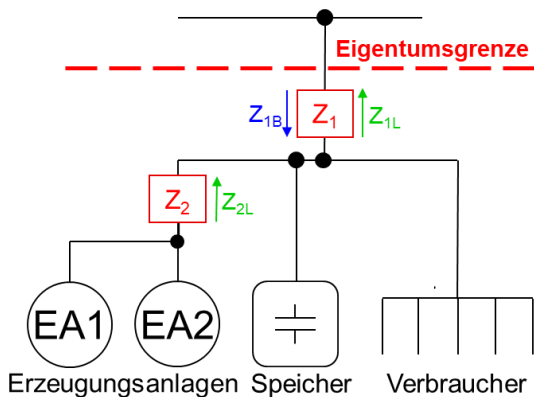 Eigentumsgrenze
Z1B Z1 Z1L
Z2 Z2L
EA1 EA2
Erzeugungsanlagen Speicher Verbraucher